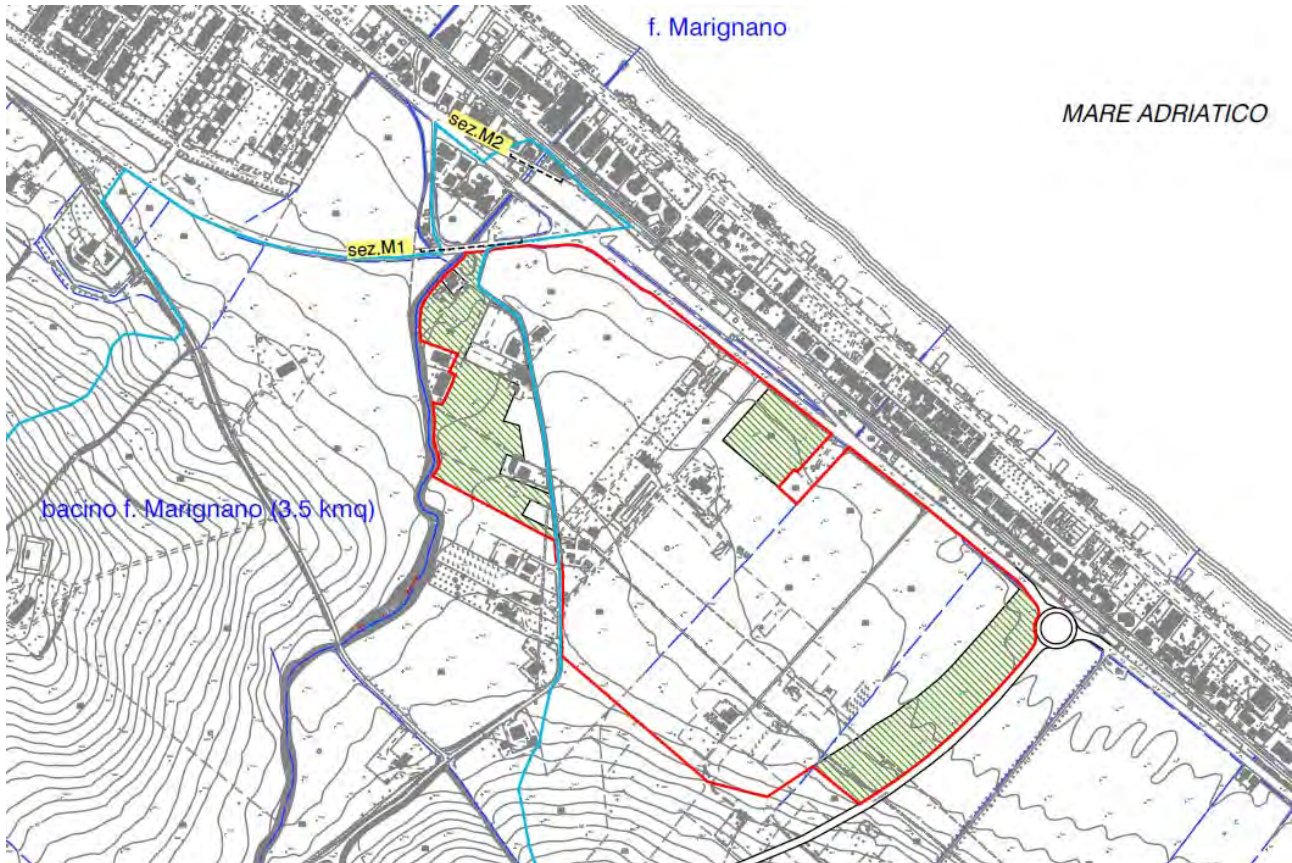 f. Marignano
MARE ADRIATICO
sez.M2
sez.M1
bacino f. Marignano (3.5 kmq)